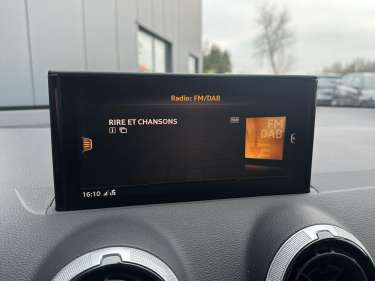 Radio: FM/DAB
RIRE ET CHANSONS
FM
DAB
16:10